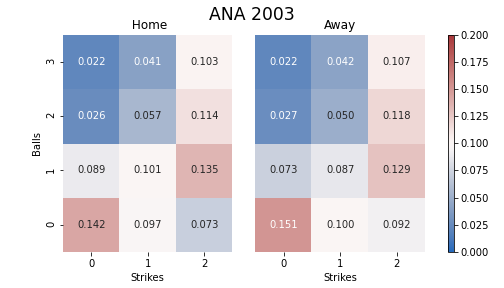 ANA 2003
Home Away
3 0.022 0.041 0.103 0.022 0.042 0.107
2 0.026 0.057 0.114 0.027 0.050 0.118
1 0.089 0.101 0.135 0.073 0.087 0.129
0 0.142 0.097 0.073 0.151 0.100 0.092
Balls
0 1 2 0 1 2
Strikes Strikes
0.200
0.175
0.150
0.125
0.100
0.075
0.050
0.025
0.000